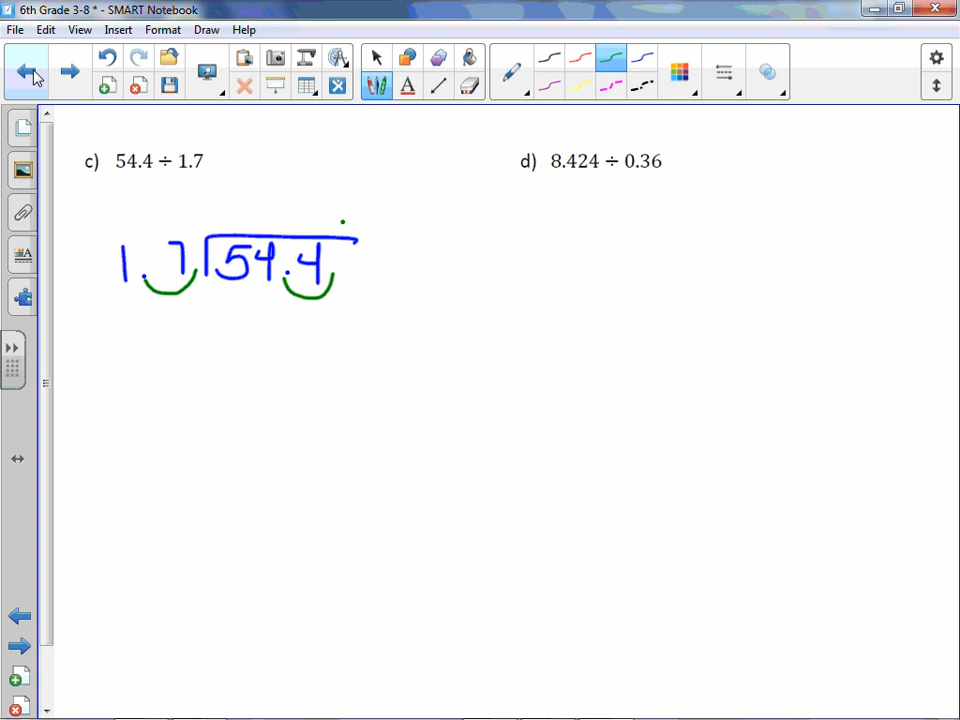 6th Grade 3-8 * - SMART Notebook
File Edit View Insert Format Draw Help
c) 54.4 ÷ 1.7
d) 8.424 ÷ 0.36
1.7 54.4